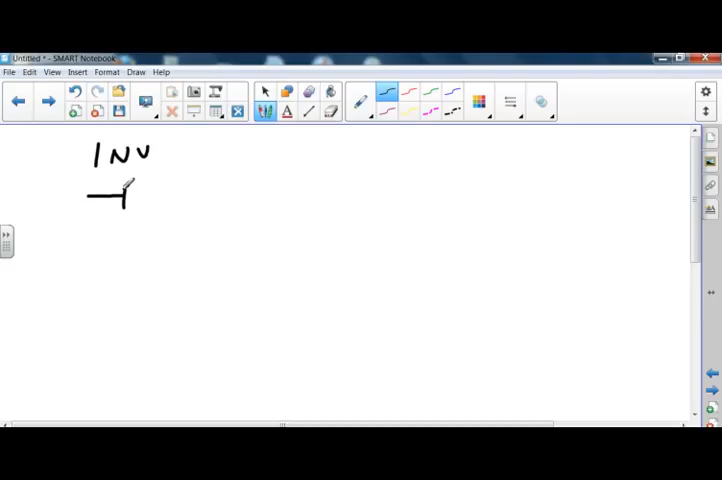 Untitled * - SMART Notebook
File Edit View Insert Format Draw Help
INV